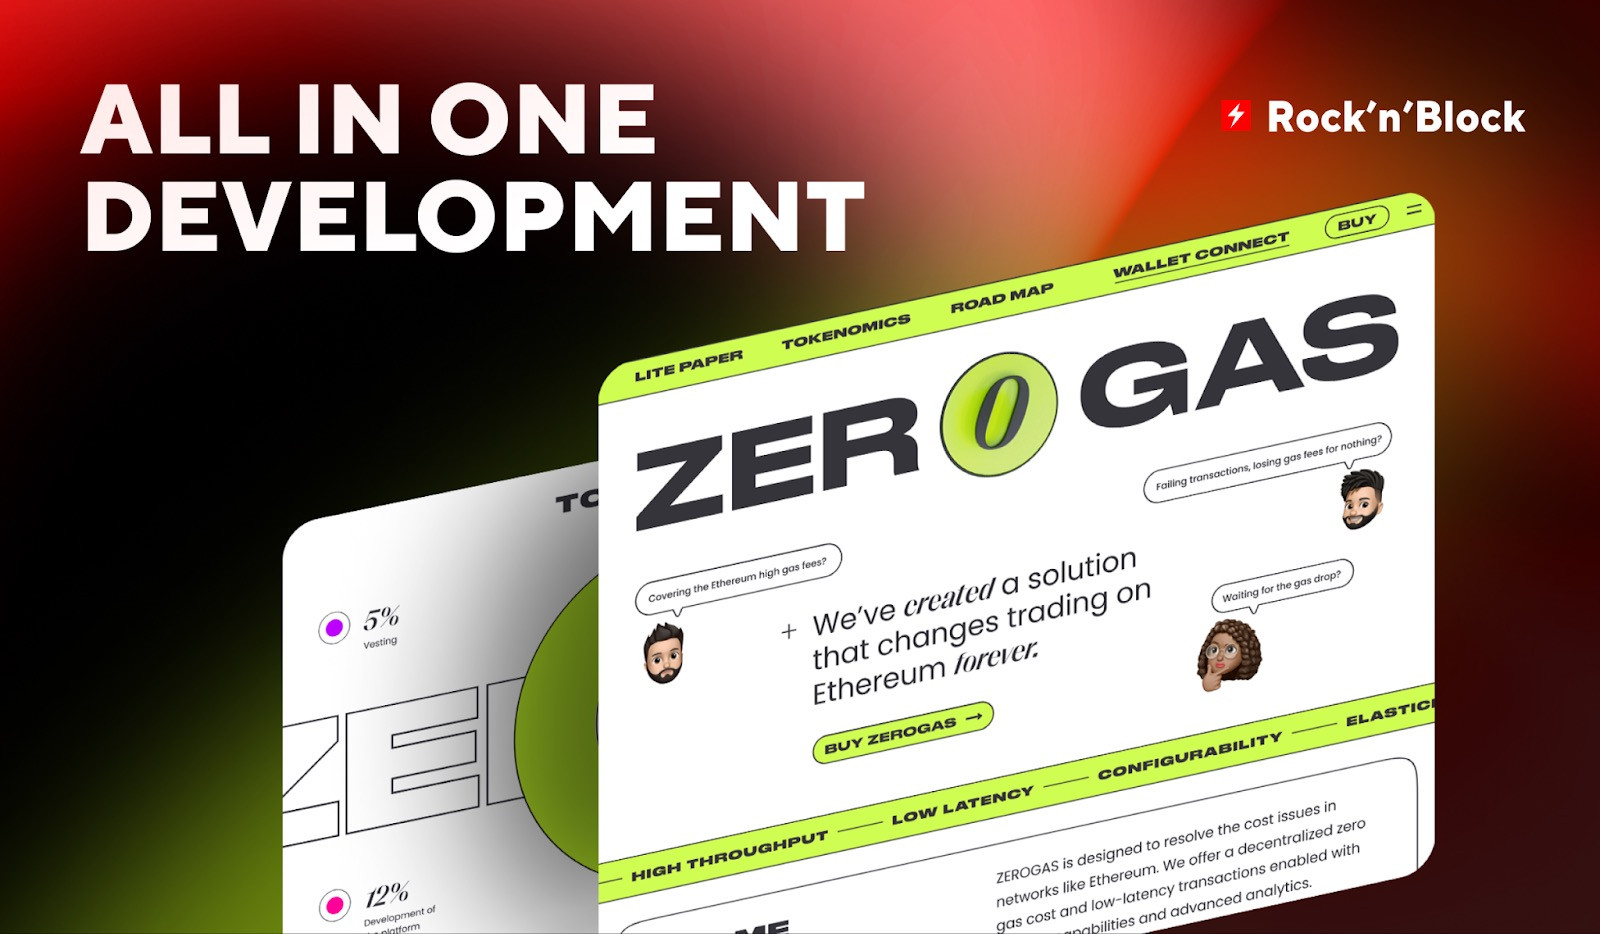 ALL IN ONE
DEVELOPMENT
Rock'n'Block
LITE PAPER
TOKENOMICS
ROAD MAP
WALLET CONNECT
BUY
ZERO GAS
Failing transactions, losing gas fees for nothing?
Covering the Ethereum high gas fees?
Waiting for the gas drop?
+ We've created a solution
that changes trading on
Ethereum forever.
BUY ZEROGAS →
HIGH THROUGHPUT — LOW LATENCY — CONFIGURABILITY —
ZEROGAS is designed to resolve the cost issues in
networks like Ethereum. We offer a decentralized zero
gas cost and low-latency transactions enabled with
and advanced analytics.
5%
Vesting
ZE
12%
Development of
platform